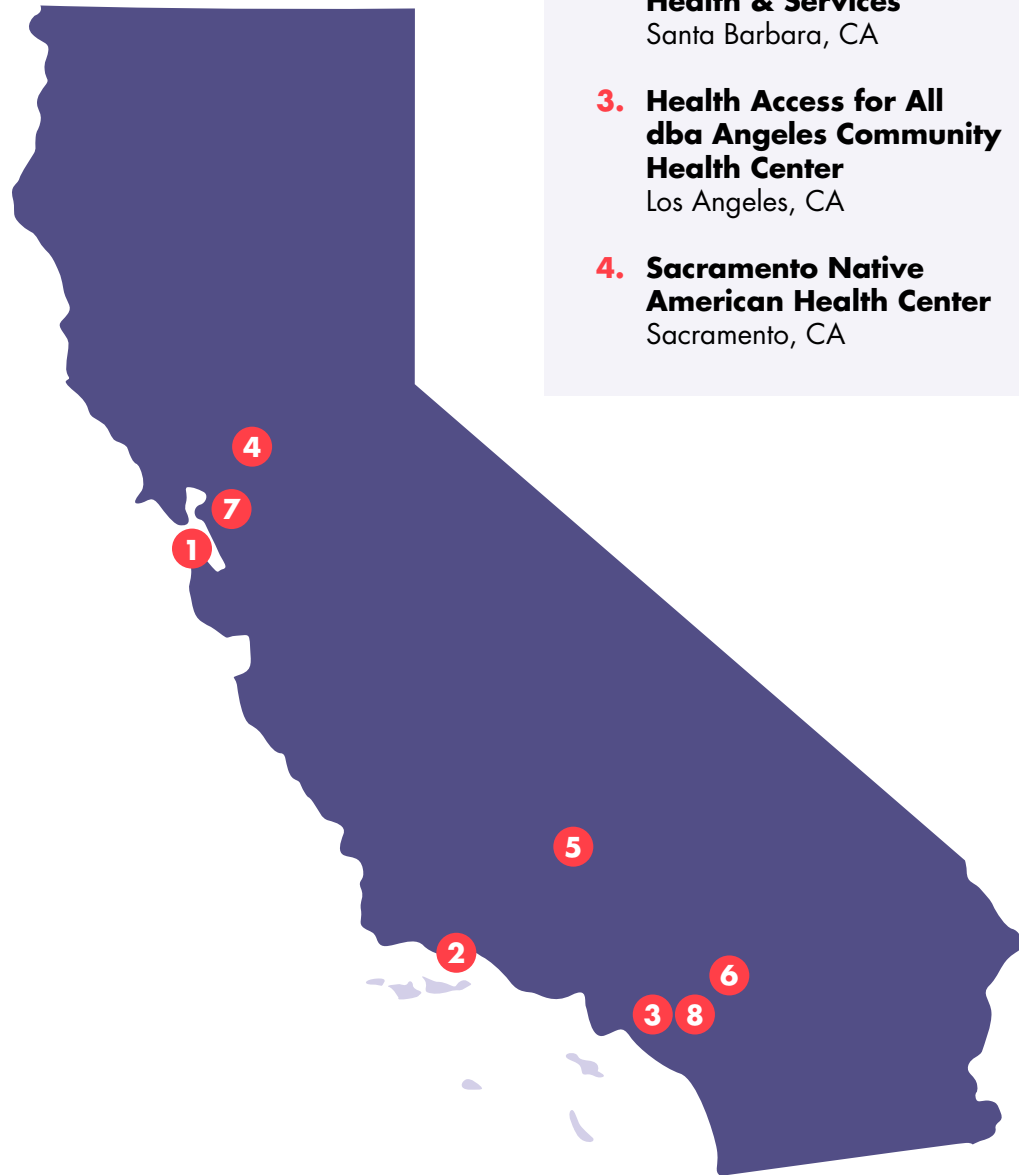 Health & Services
Santa Barbara, CA
3. Health Access for All
dba Angeles Community
Health Center
Los Angeles, CA
4. Sacramento Native
American Health Center
Sacramento, CA
4
7
1
5
2
6
3
8